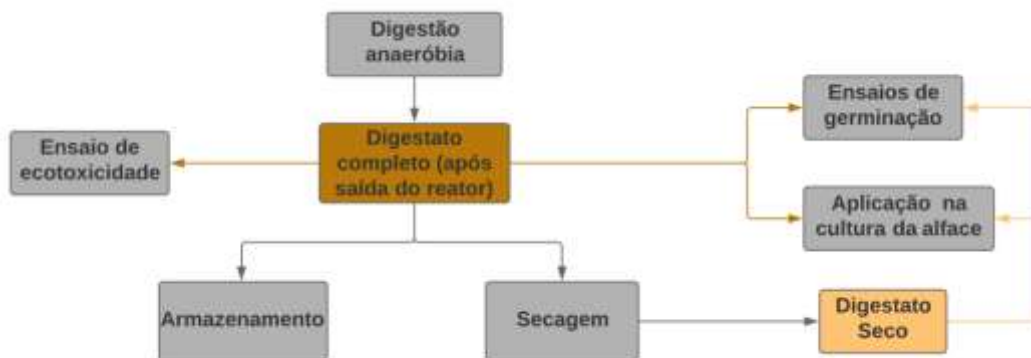 Digestão
anaeróbia
Ensaios de
germinação
Digestato
completo (após
saída do reator)
Ensaio de
ecotoxicidade
Aplicação na
cultura da alface
Armazenamento
Secagem
Digestato
Seco